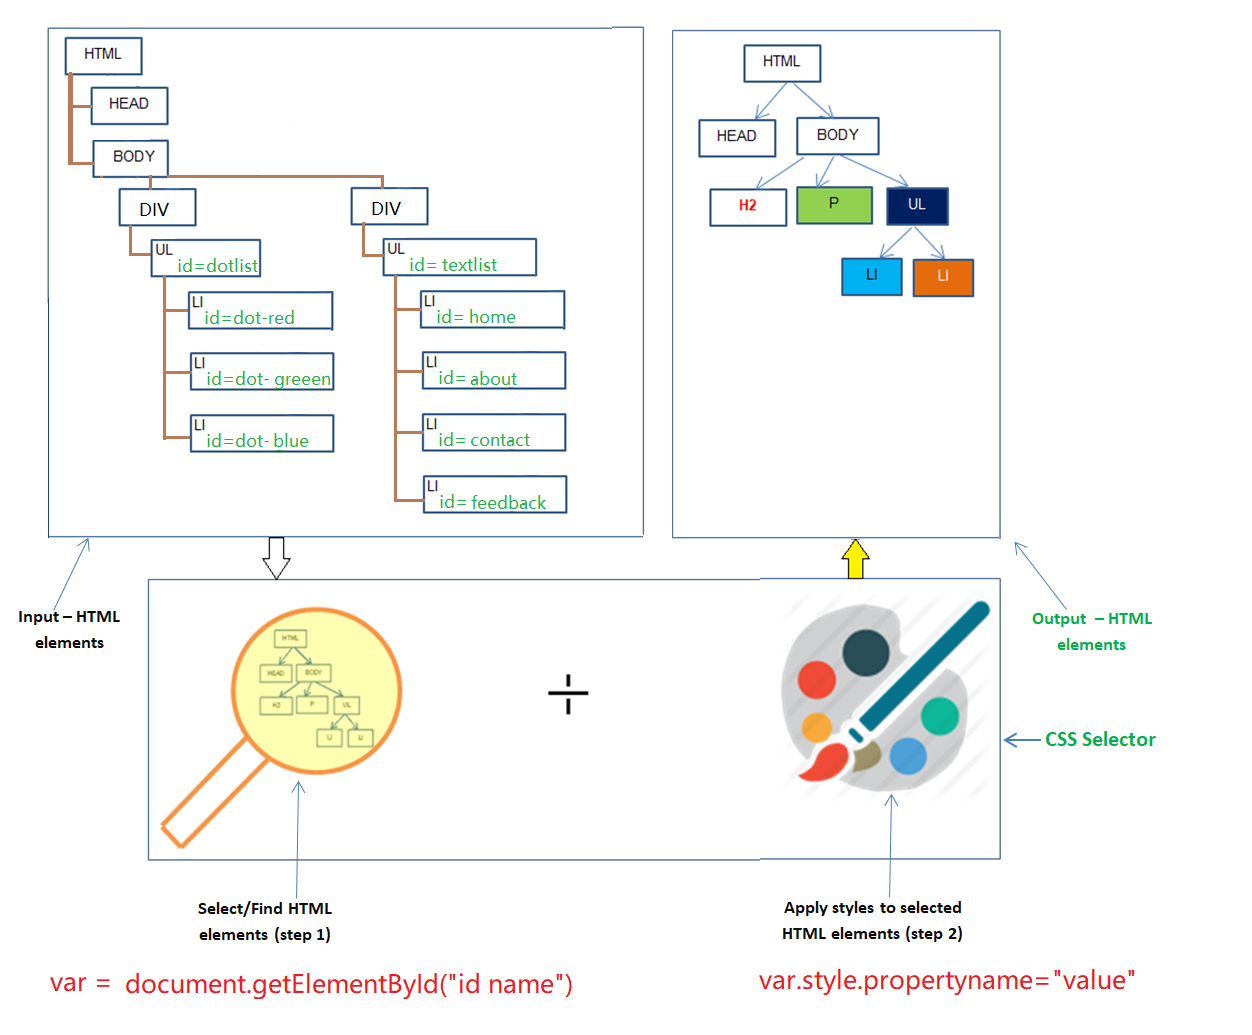 HTML
HEAD
BODY
DIV
DIV
UL
id=dotlist
UL
id= textlist
LI
id=dot-red
LI
id= home
LI
id=dot- greeen
LI
id= about
LI
id=dot- blue
LI
id= contact
LI
id= feedback
HTML
HEAD
BODY
H2
P
UL
LI
LI
Input – HTML
elements
Output – HTML
elements
HTML
HEAD
BODY
H2
P
UL
LI
LI
÷
CSS Selector
Select/Find HTML
elements (step 1)
Apply styles to selected
HTML elements (step 2)
var = document.getElementById("id name")
var.style.propertyname="value"